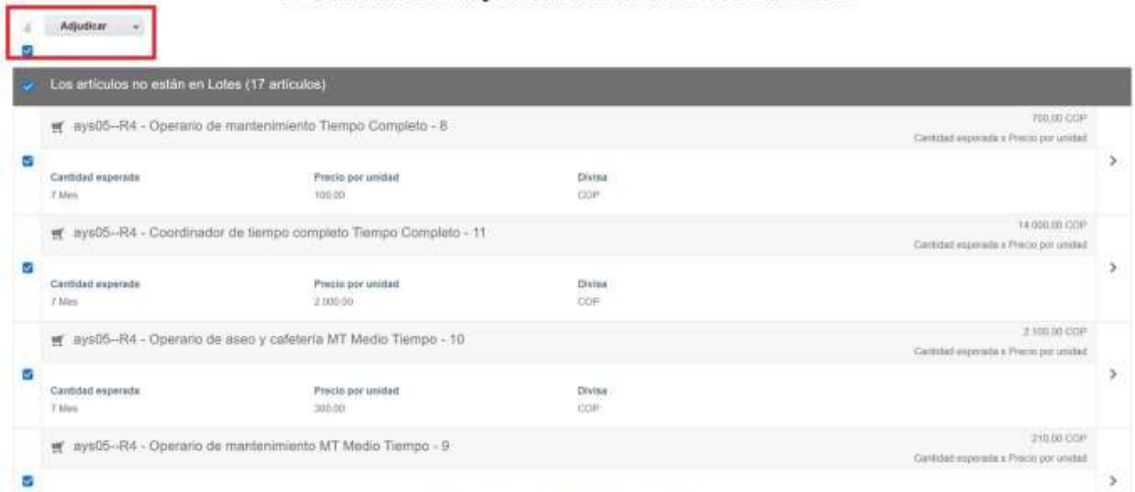 Adjudicar
Los artículos no están en Lotes (17 artículos)
ays05--R4 - Operario de mantenimiento Tiempo Completo - 8
700,00 COP
Cantidad esperada x Precio por unidad
Cantidad esperada Precio por unidad Divisa
7 Mes 100,00 COP
ays05--R4 - Coordinador de tiempo completo Tiempo Completo - 11
14.000,00 COP
Cantidad esperada x Precio por unidad
Cantidad esperada Precio por unidad Divisa
7 Mes 2.000,00 COP
ays05--R4 - Operario de aseo y cafetería MT Medio Tiempo - 10
2.100,00 COP
Cantidad esperada x Precio por unidad
Cantidad esperada Precio por unidad Divisa
7 Mes 300,00 COP
ays05--R4 - Operario de mantenimiento MT Medio Tiempo - 9
210,00 COP
Cantidad esperada x Precio por unidad